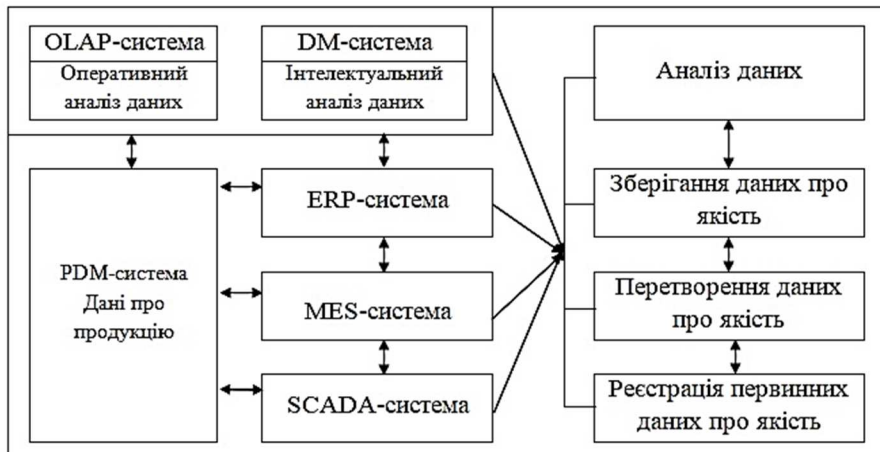 OLAP-система
Оперативний
аналіз даних
DM-система
Інтелектуальний
аналіз даних
Аналіз даних
PDM-система
Дані про
продукцію
ERP-система
MES-система
SCADA-система
Зберігання даних про
якість
Перетворення даних
про якість
Реєстрація первинних
даних про якість